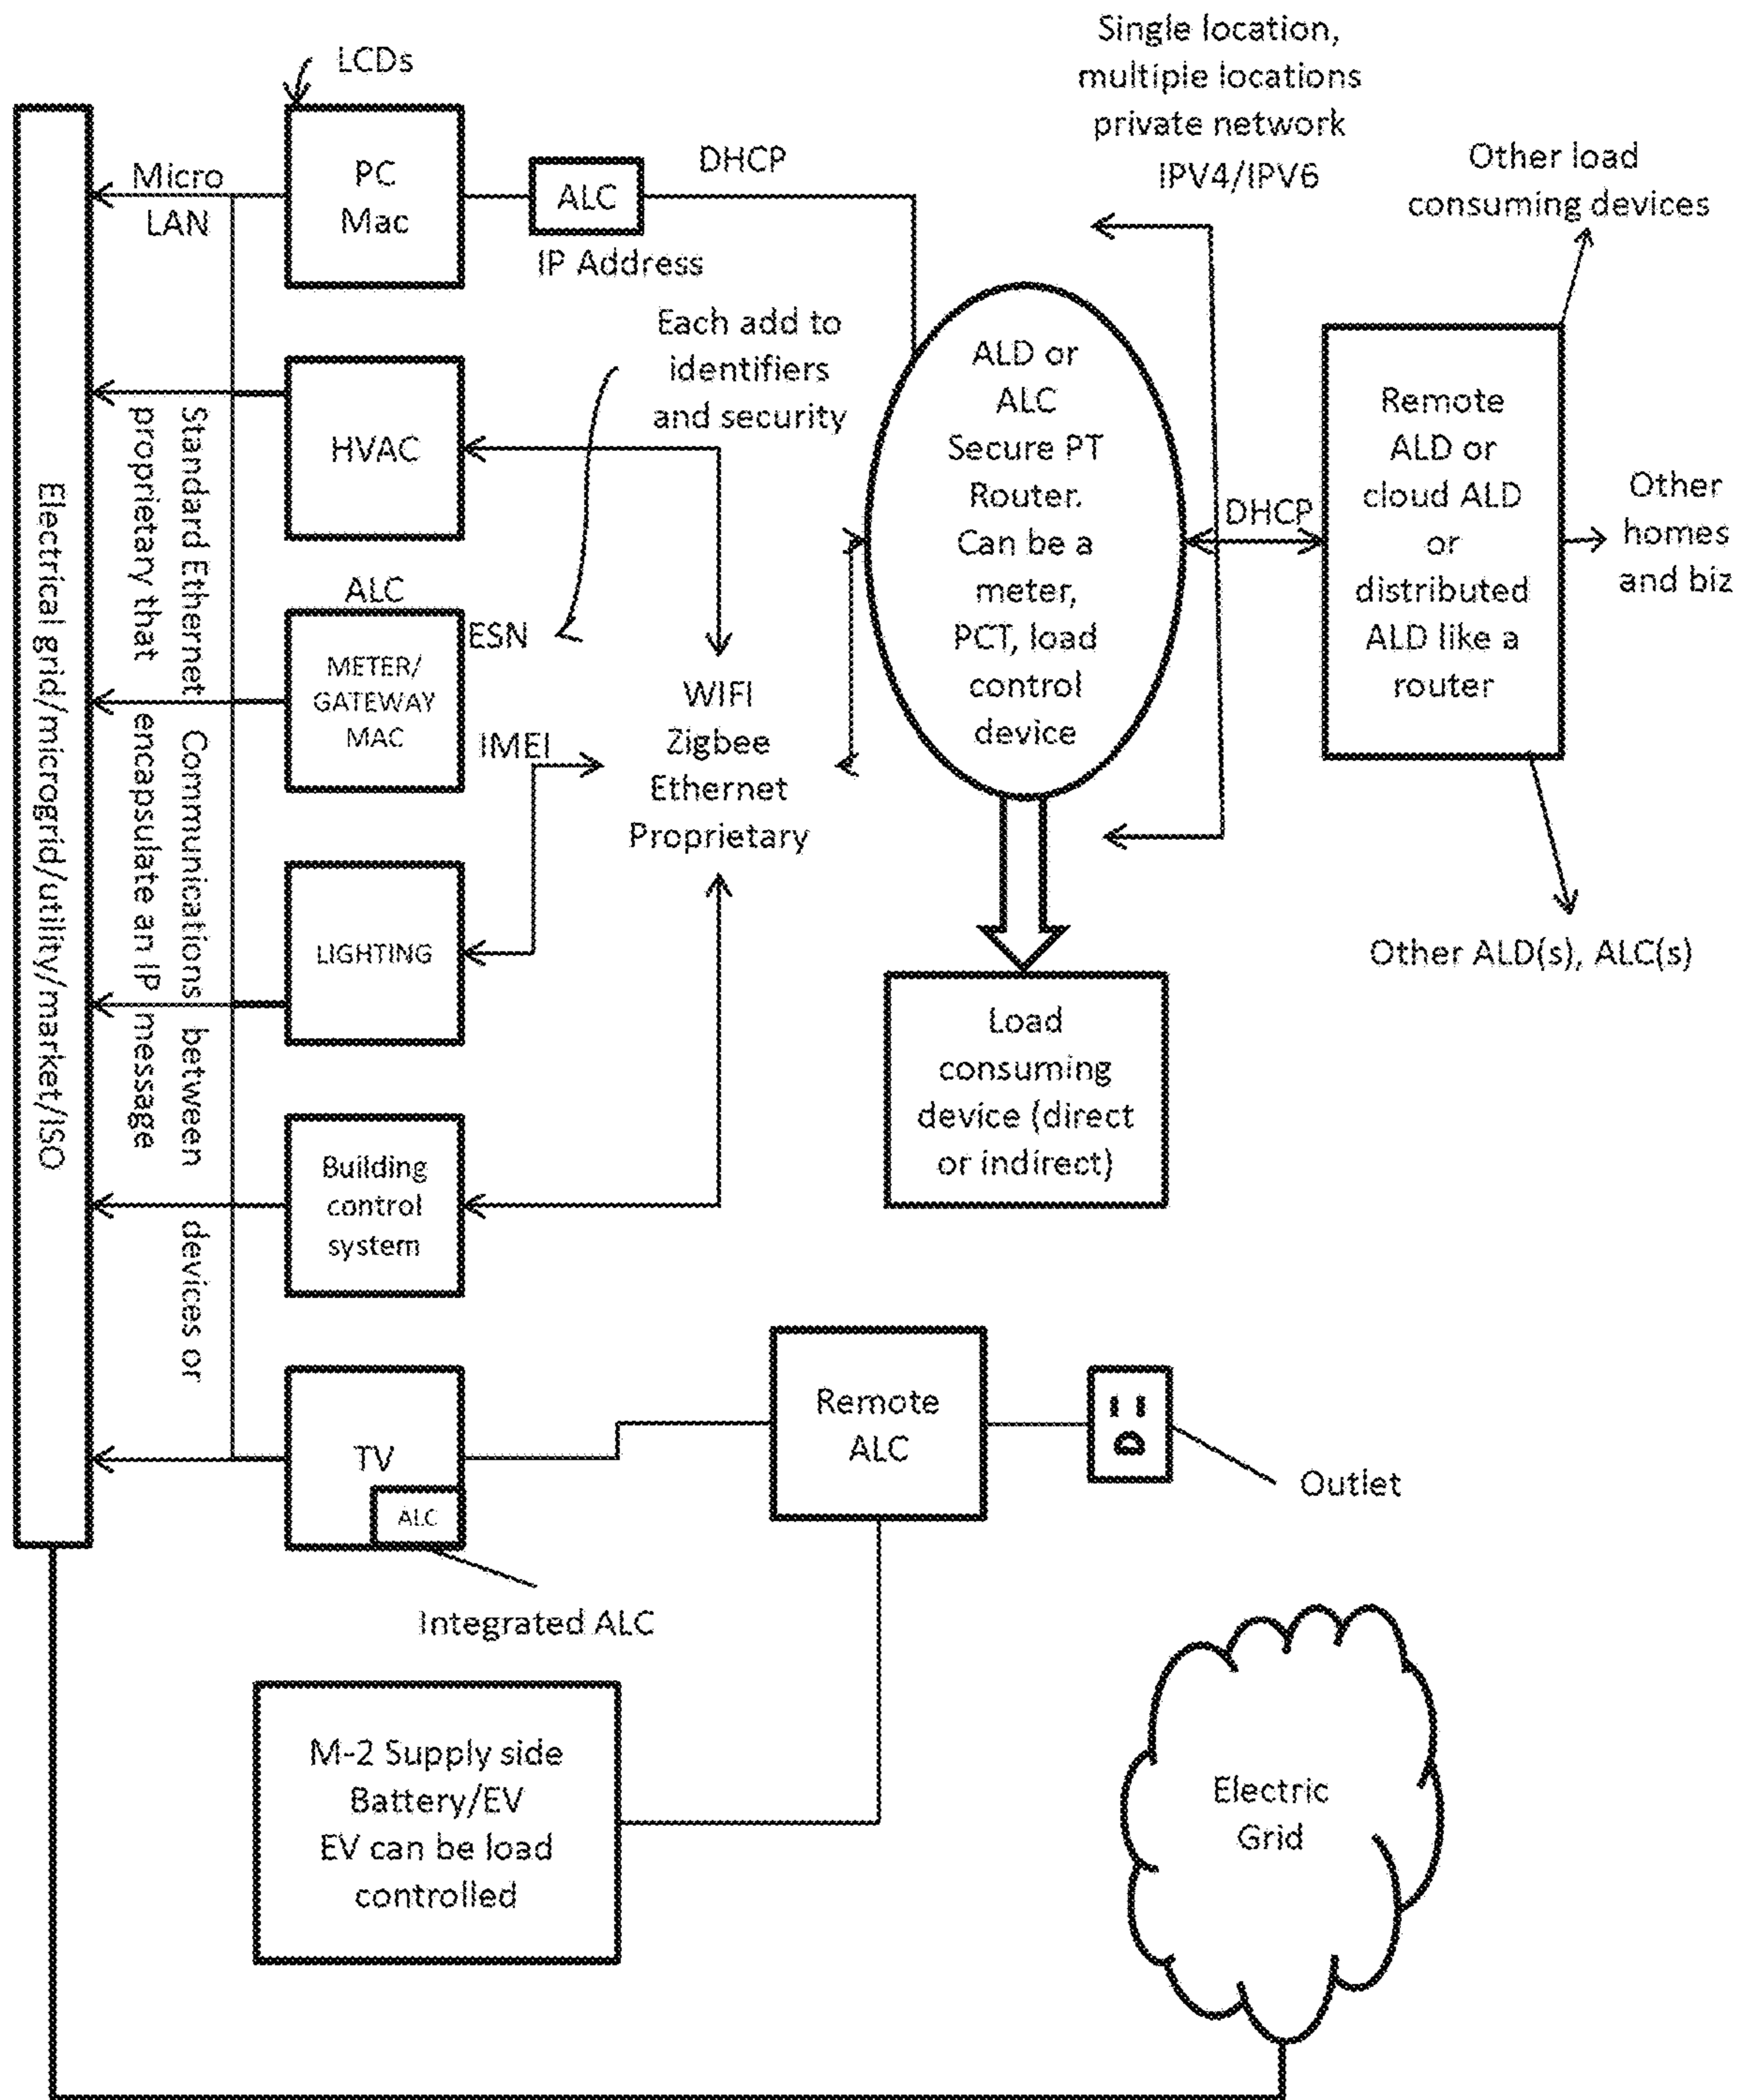 LCDs
Single location,
multiple locations
private network
IPV4/IPV6
Other load
consuming devices
Micro
LAN
PC
Mac
ALC
DHCP
IP Address
Each add to
identifiers
and security
HVAC
ALD or
ALC
Secure PT
Router.
Can be a
meter,
PCT, load
control
device
DHCP
Remote
ALD or
cloud ALD
or
distributed
ALD like a
router
Other
homes
and biz
Electrical grid/microgrid/utility/market/ISO
Standard Ethernet Communications between devices or
proprietary that encapsulate an IP message
ALC
METER/
GATEWAY
MAC
ESN
IMEI
WIFI
Zigbee
Ethernet
Proprietary
LIGHTING
Other ALD(s), ALC(s)
Load
consuming
device (direct
or indirect)
Building
control
system
TV
ALC
Remote
ALC
Outlet
Integrated ALC
M-2 Supply side
Battery/EV
EV can be load
controlled
Electric
Grid